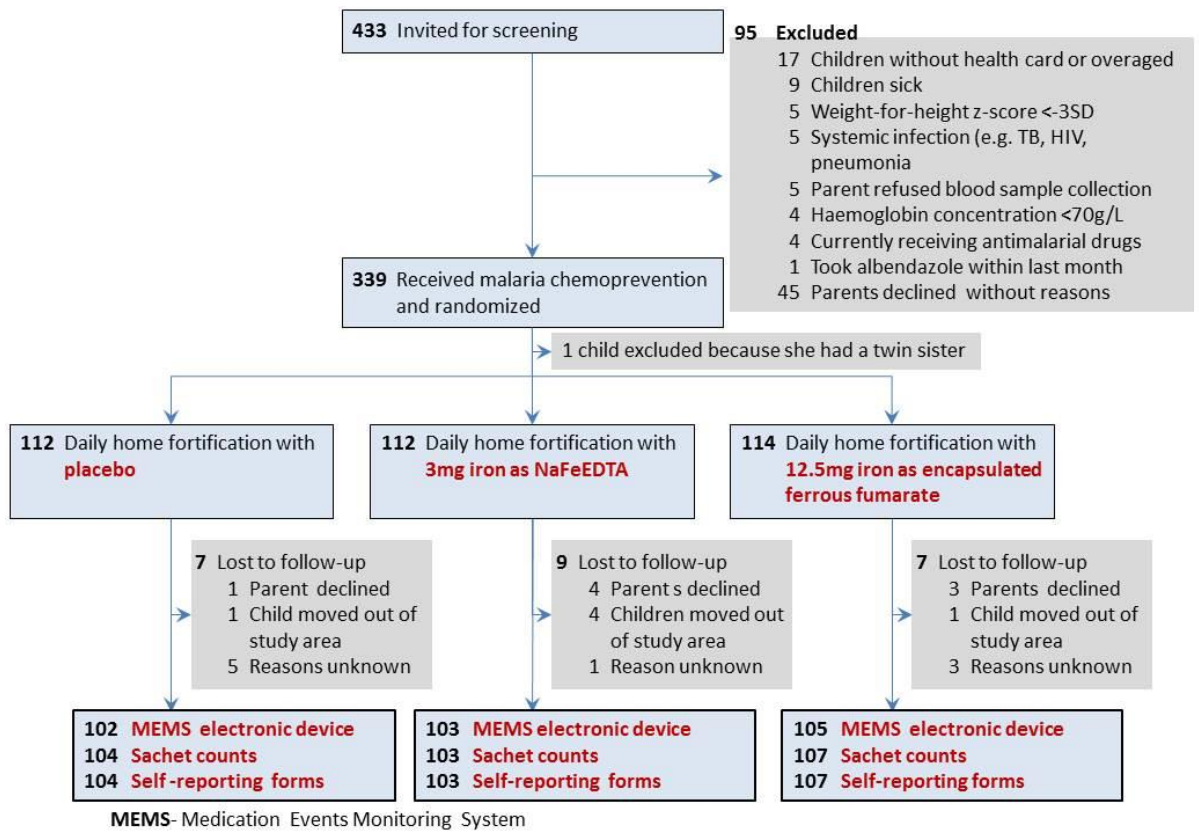 433 Invited for screening
95 Excluded
17 Children without health card or overaged
9 Children sick
5 Weight-for-height z-score <-3SD
5 Systemic infection (e.g. TB, HIV,
pneumonia
5 Parent refused blood sample collection
4 Haemoglobin concentration <70g/L
4 Currently receiving antimalarial drugs
1 Took albendazole within last month
45 Parents declined without reasons
339 Received malaria chemoprevention
and randomized
1 child excluded because she had a twin sister
112 Daily home fortification with
placebo
112 Daily home fortification with
3mg iron as NaFeEDTA
114 Daily home fortification with
12.5mg iron as encapsulated
ferrous fumarate
7 Lost to follow-up
1 Parent declined
1 Child moved out of
study area
5 Reasons unknown
9 Lost to follow-up
4 Parent s declined
4 Children moved out
of study area
1 Reason unknown
7 Lost to follow-up
3 Parents declined
1 Child moved out of
study area
3 Reasons unknown
102 MEMS electronic device
104 Sachet counts
104 Self-reporting forms
103 MEMS electronic device
103 Sachet counts
103 Self-reporting forms
105 MEMS electronic device
107 Sachet counts
107 Self-reporting forms
MEMS- Medication Events Monitoring System